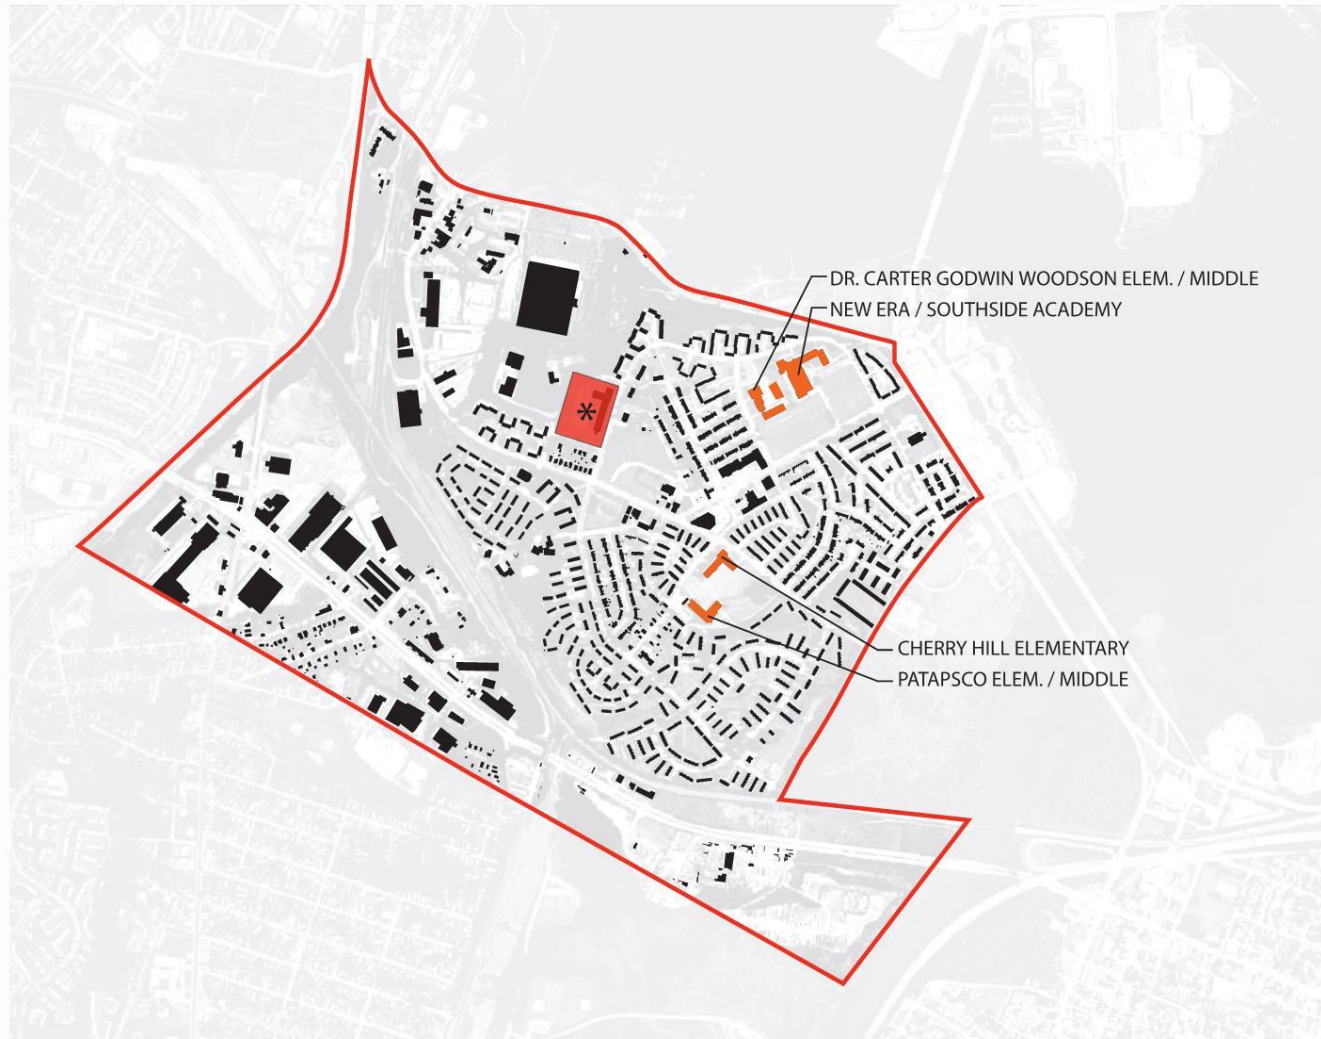 DR. CARTER GODWIN WOODSON ELEM. / MIDDLE
NEW ERA / SOUTHSIDE ACADEMY
*
CHERRY HILL ELEMENTARY
PATAPSCO ELEM. / MIDDLE